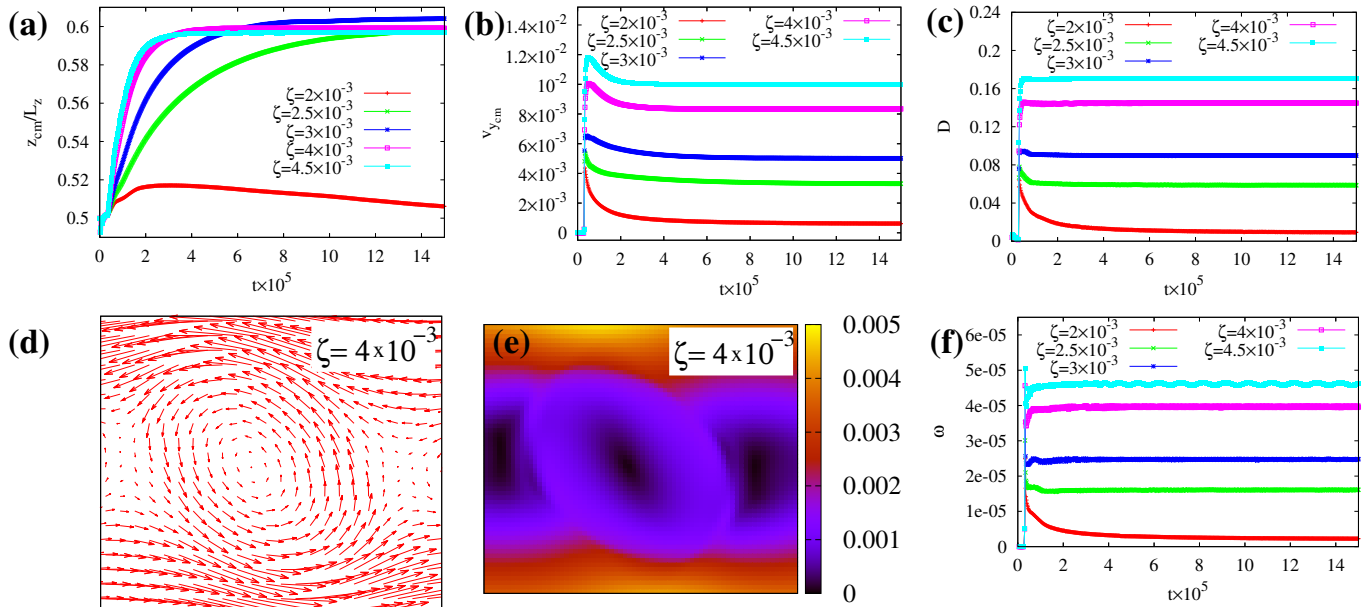 (a)
0.6
0.58
0.56
0.54
0.52
0.5
z_cm/L_z
ζ=2×10⁻³
ζ=2.5×10⁻³
ζ=3×10⁻³
ζ=4×10⁻³
ζ=4.5×10⁻³
0 2 4 6 8 10 12 14
t×10⁵
(b)
1.4×10⁻²
1.2×10⁻²
10⁻²
8×10⁻³
6×10⁻³
4×10⁻³
2×10⁻³
0
v_y_cm
ζ=2×10⁻³ ζ=4×10⁻³
ζ=2.5×10⁻³ ζ=4.5×10⁻³
ζ=3×10⁻³
0 2 4 6 8 10 12 14
t×10⁵
(c)
0.24
0.2
0.16
0.12
0.08
0.04
0
D
ζ=2×10⁻³ ζ=4×10⁻³
ζ=2.5×10⁻³ ζ=4.5×10⁻³
ζ=3×10⁻³
0 2 4 6 8 10 12 14
t×10⁵
(d)
ζ= 4×10⁻³
(e)
ζ= 4×10⁻³
0.005
0.004
0.003
0.002
0.001
0
(f)
6e-05
5e-05
4e-05
3e-05
2e-05
1e-05
0
ω
ζ=2×10⁻³ ζ=4×10⁻³
ζ=2.5×10⁻³ ζ=4.5×10⁻³
ζ=3×10⁻³
0 2 4 6 8 10 12 14
t×10⁵